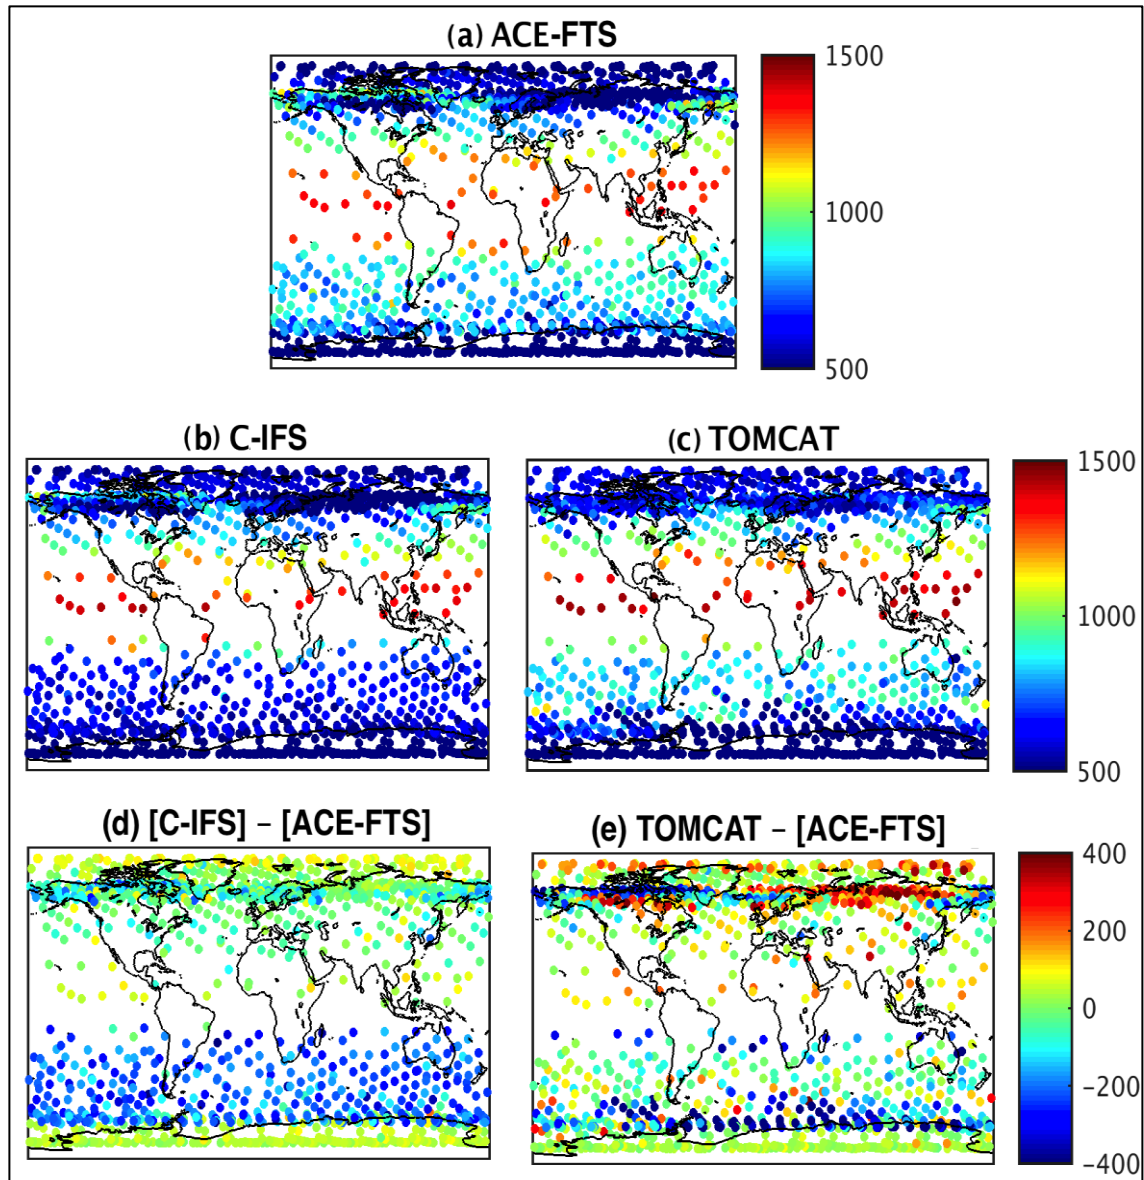 (a) ACE-FTS
1500
1000
500
(b) C-IFS
(c) TOMCAT
1500
1000
500
(d) [C-IFS] – [ACE-FTS]
(e) TOMCAT – [ACE-FTS]
400
200
0
−200
−400